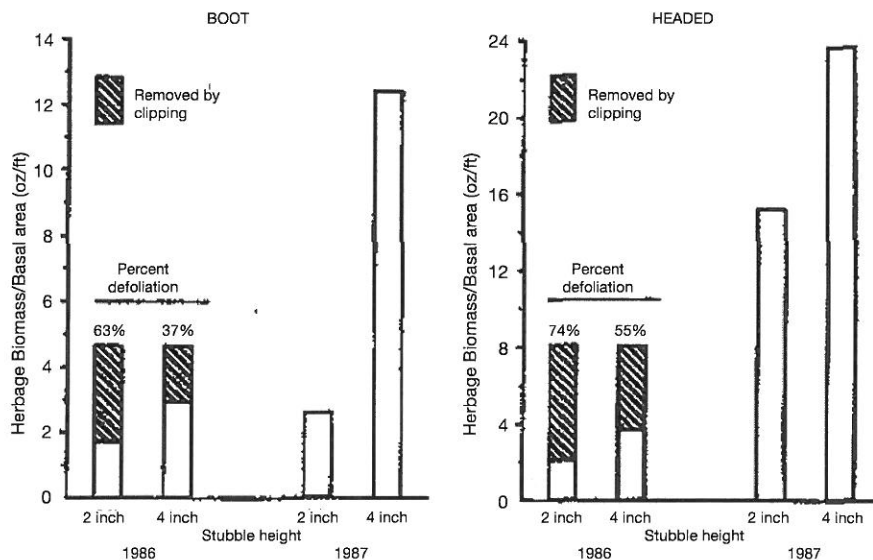 BOOT
Herbage Biomass/Basal area (oz/ft)
14
12
10
8
6
4
2
0
Removed by
clipping
Percent
defoliation
63% 37%
2 inch 4 inch 2 inch 4 inch
Stubble height
1986 1987
HEADED
Herbage Biomass/Basal area (oz/ft)
24
22
18
14
12
8
4
0
Removed by
clipping
Percent
defoliation
74% 55%
2 inch 4 inch 2 inch 4 inch
Stubble height
1986 1987